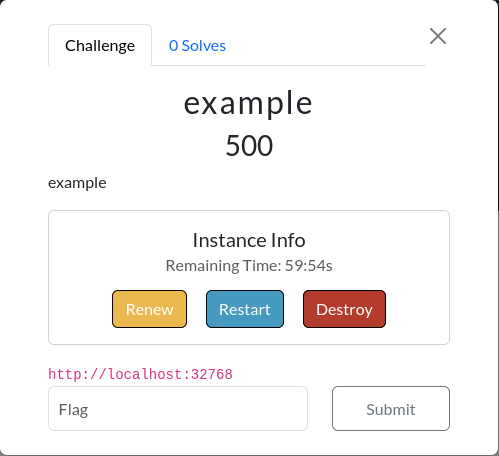 Challenge
0 Solves
example
500
example
Instance Info
Remaining Time: 59:54s
Renew
Restart
Destroy
http://localhost:32768
Flag
Submit